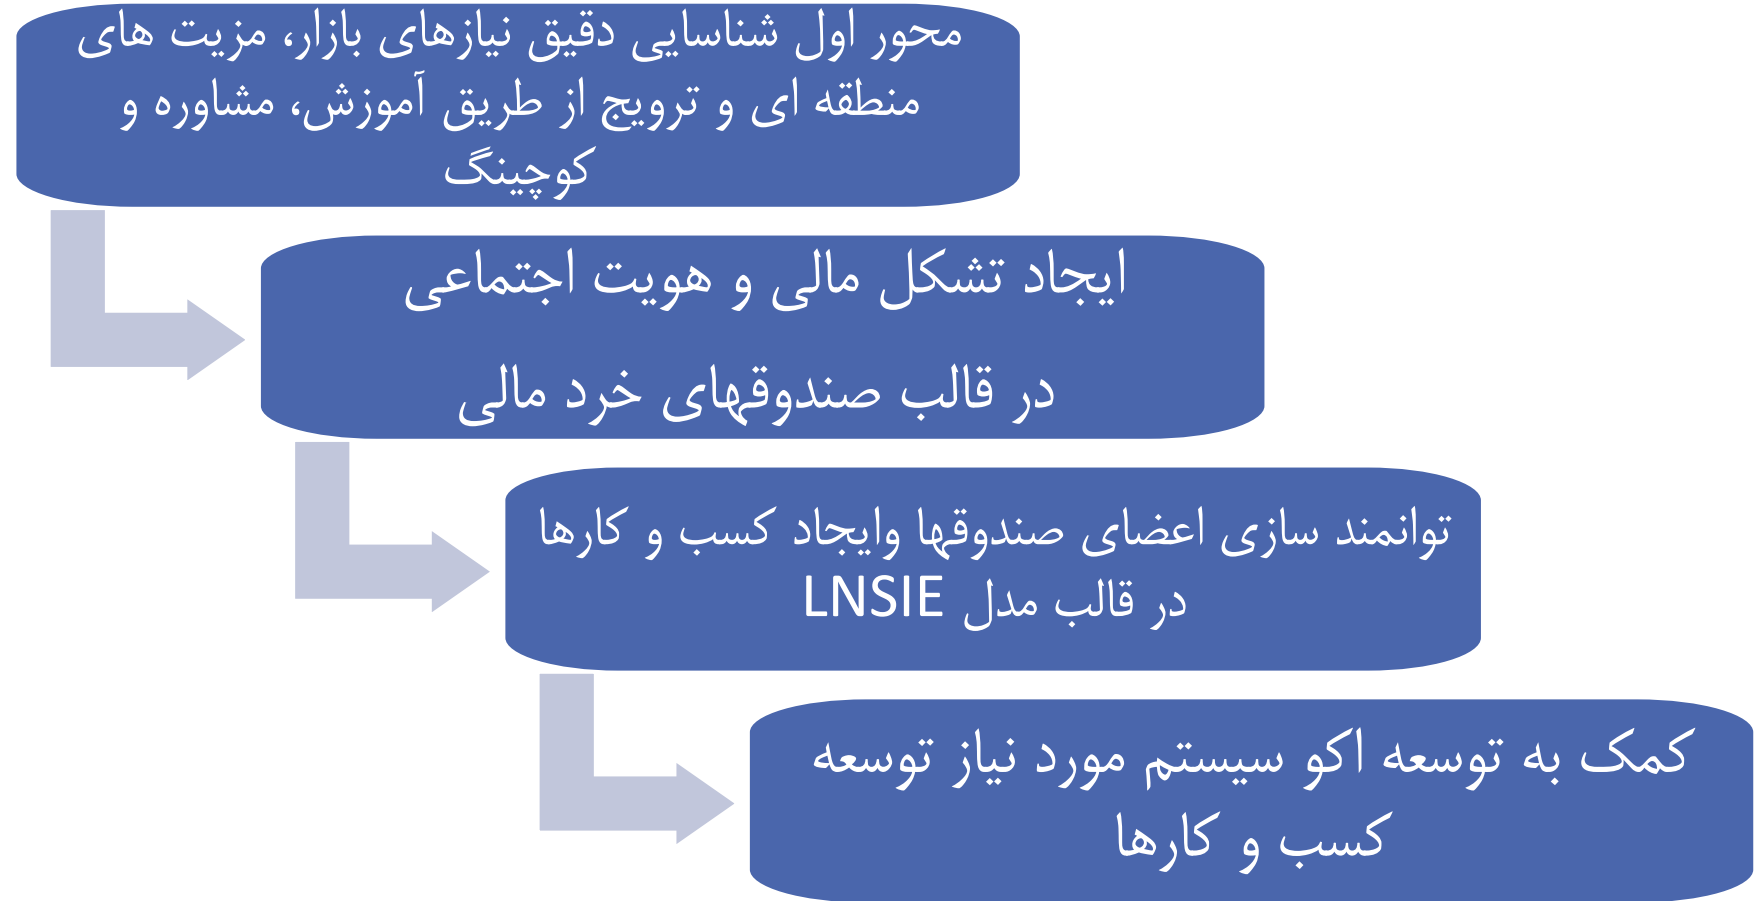 محور اول شناسایی دقیق نیازهای بازار، مزیت های
منطقه ای و ترویج از طریق آموزش، مشاوره و
کوچینگ
ایجاد تشکل مالی و هویت اجتماعی
در قالب صندوقهای خرد مالی
توانمند سازی اعضای صندوقها وایجاد کسب و کارها
در قالب مدل LNSIE
کمک به توسعه اکو سیستم مورد نیاز توسعه
کسب و کارها